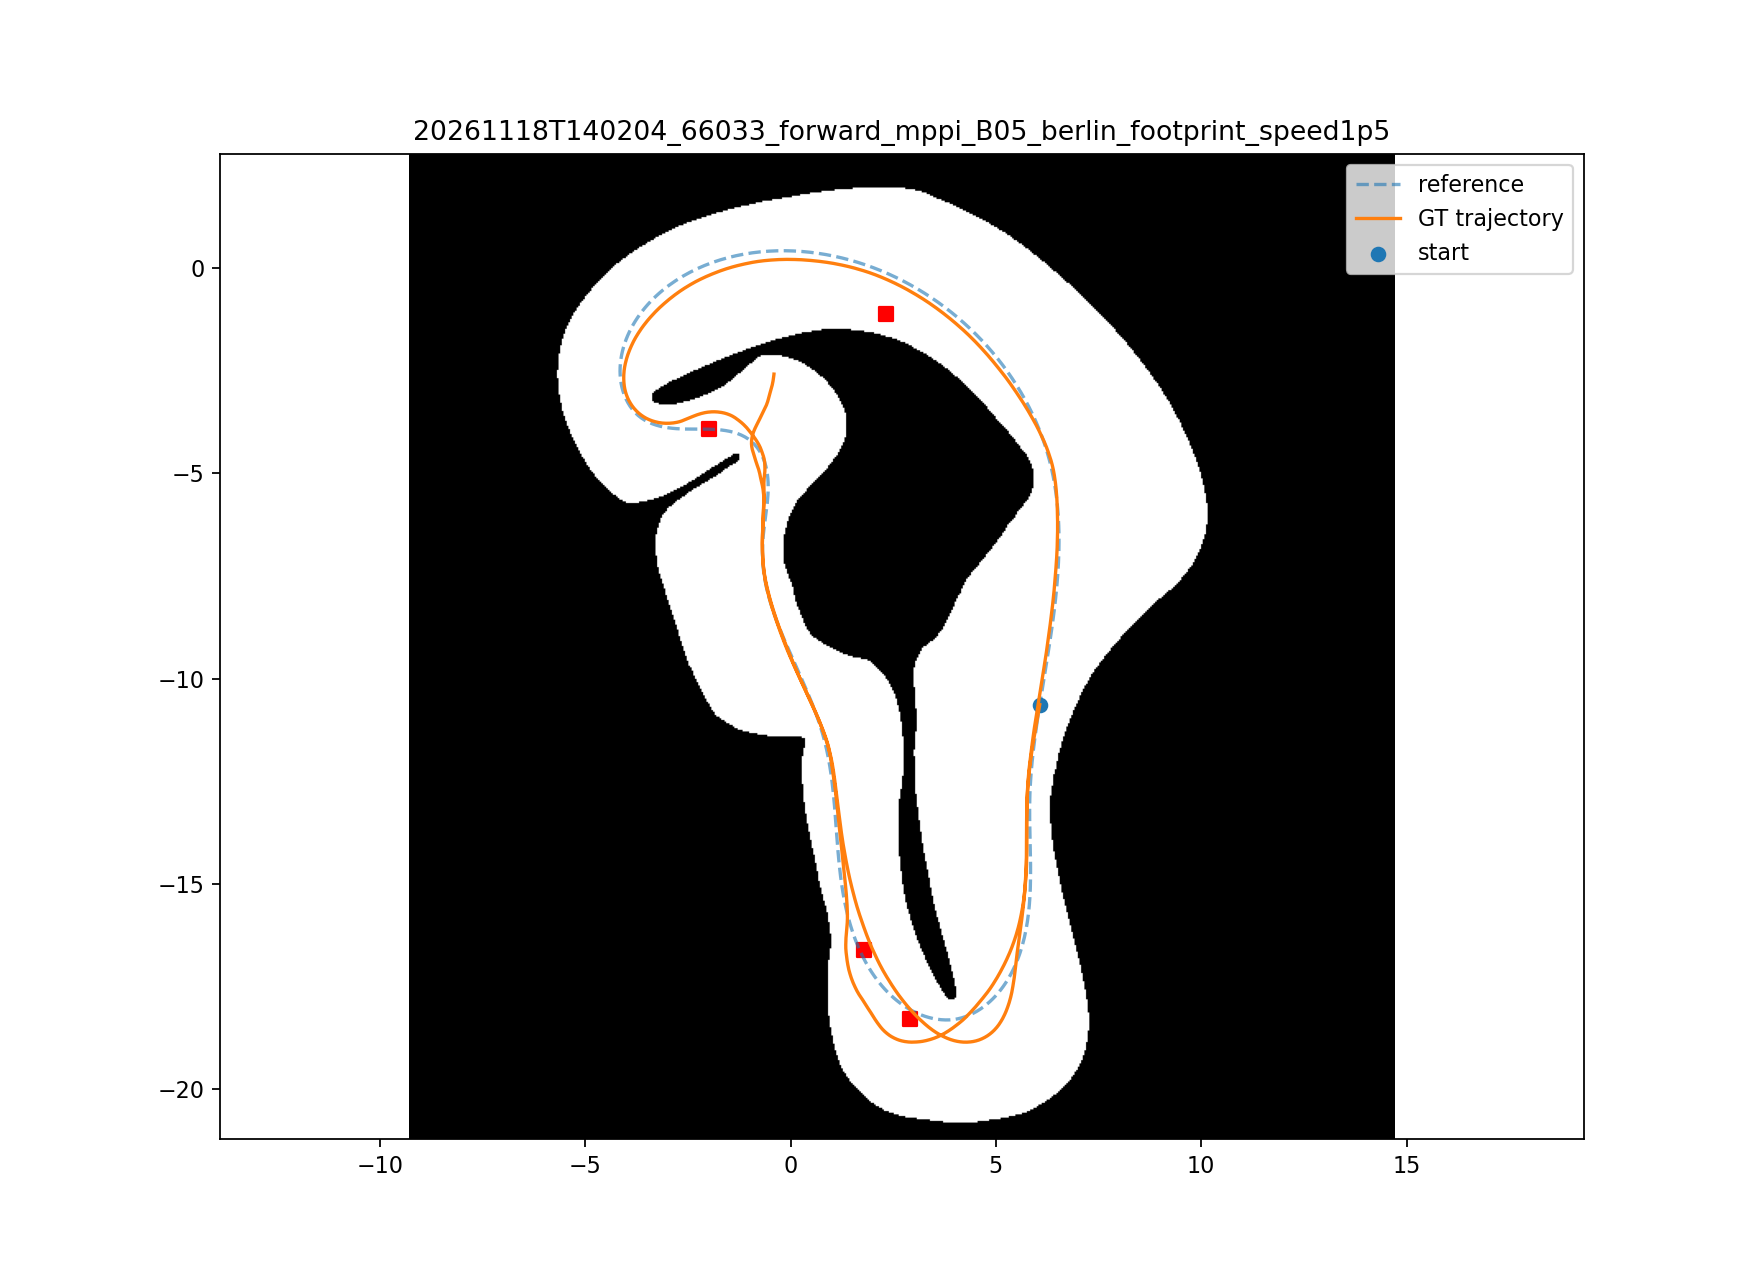 20261118T140204_66033_forward_mppi_B05_berlin_footprint_speed1p5
reference
GT trajectory
start
0
−5
−10
−15
−20
−10
−5
0
5
10
15